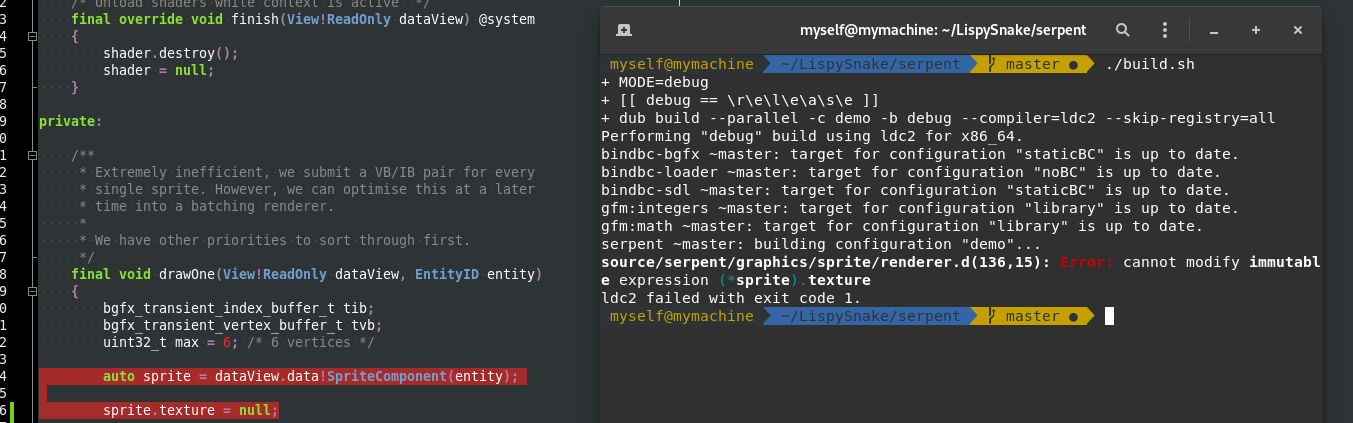 2 /* Unload shaders while context is active */
3 final override void finish(View!ReadOnly dataView) @system
4 {
5 shader.destroy();
6 shader = null;
7 }
8
9 private:
0
1 /**
2 * Extremely inefficient, we submit a VB/IB pair for every
3 * single sprite. However, we can optimise this at a later
4 * time into a batching renderer.
5 *
6 * We have other priorities to sort through first.
7 */
8 final void drawOne(View!ReadOnly dataView, EntityID entity)
9 {
0 bgfx_transient_index_buffer_t tib;
1 bgfx_transient_vertex_buffer_t tvb;
2 uint32_t max = 6; /* 6 vertices */
3
4 auto sprite = dataView.data!SpriteComponent(entity);
5
6 sprite.texture = null;
myself@mymachine: ~/LispySnake/serpent
myself@mymachine ~/LispySnake/serpent master ● ./build.sh
+ MODE=debug
+ [[ debug == \r\e\l\e\a\s\e ]]
+ dub build --parallel -c demo -b debug --compiler=ldc2 --skip-registry=all
Performing "debug" build using ldc2 for x86_64.
bindbc-bgfx ~master: target for configuration "staticBC" is up to date.
bindbc-loader ~master: target for configuration "noBC" is up to date.
bindbc-sdl ~master: target for configuration "staticBC" is up to date.
gfm:integers ~master: target for configuration "library" is up to date.
gfm:math ~master: target for configuration "library" is up to date.
serpent ~master: building configuration "demo"...
source/serpent/graphics/sprite/renderer.d(136,15): Error: cannot modify immutabl
e expression (*sprite).texture
ldc2 failed with exit code 1.
myself@mymachine ~/LispySnake/serpent master ●